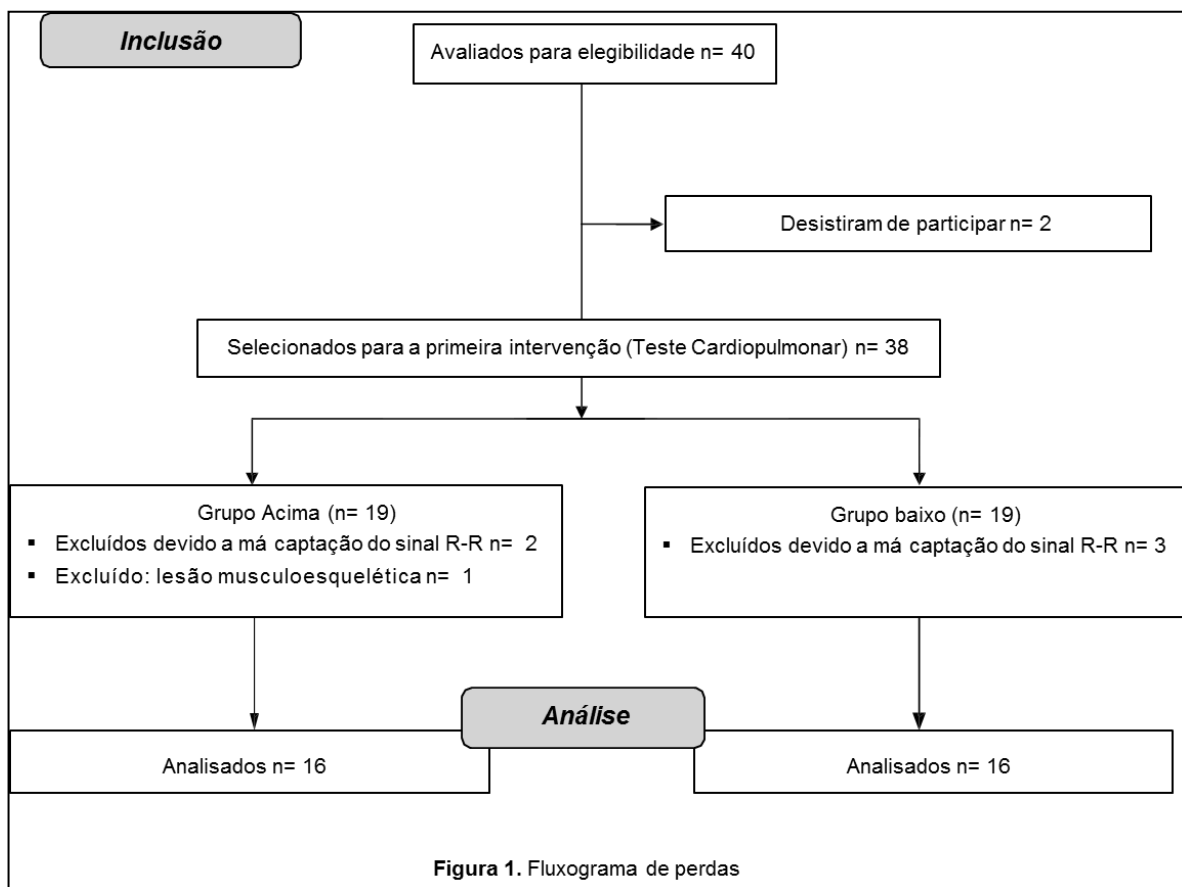 Inclusão
Avaliados para elegibilidade n= 40
Desistiram de participar n= 2
Selecionados para a primeira intervenção (Teste Cardiopulmonar) n= 38
Grupo Acima (n= 19)
▪ Excluídos devido a má captação do sinal R-R n= 2
▪ Excluído: lesão musculoesquelética n= 1
Grupo baixo (n= 19)
▪ Excluídos devido a má captação do sinal R-R n= 3
Análise
Analisados n= 16
Analisados n= 16
Figura 1. Fluxograma de perdas